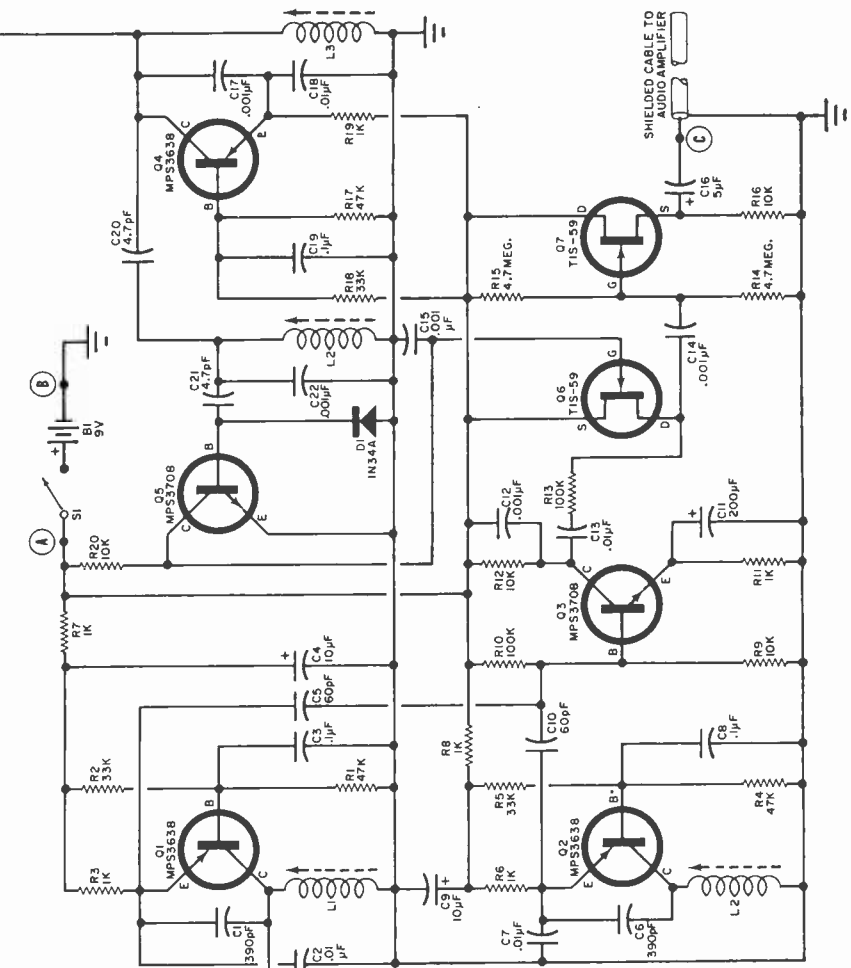 SHIELDED CABLE TO
AUDIO AMPLIFIER
L3
C17
.001µF
C18
.01µF
C
Q4
MPS3638
B
R19
1K
R17
47K
C19
.1µF
R18
33K
C20
4.7pF
C
C16
5µF
+
R16
10K
D
S
Q7
TIS-59
G
R15
4.7MEG.
R14
4.7MEG.
B
B1
9V
+
S1
A
C21
4.7pF
L2
C22
.001µF
C15
.001
µF
D1
1N34A
Q5
MPS3708
B
C
E
R20
10K
C14
.001µF
G
Q6
TIS-59
S
D
R13
100K
C12
.001µF
C13
.01µF
C11
200µF
+
R12
10K
C
E
R11
1K
Q3
MPS3708
B
R10
100K
R9
10K
R7
1K
C4
10µF
+
C5
60pF
C3
.1µF
R2
33K
R1
47K
B
Q1
MPS3638
E
C
R3
1K
L1
C1
390pF
C2
.01
µF
R8
1K
C10
60pF
C8
.1µF
R5
33K
B
R4
47K
Q2
MPS3638
E
C
R6
1K
C9
10µF
+
L2
C7
.01µF
C6
390pF